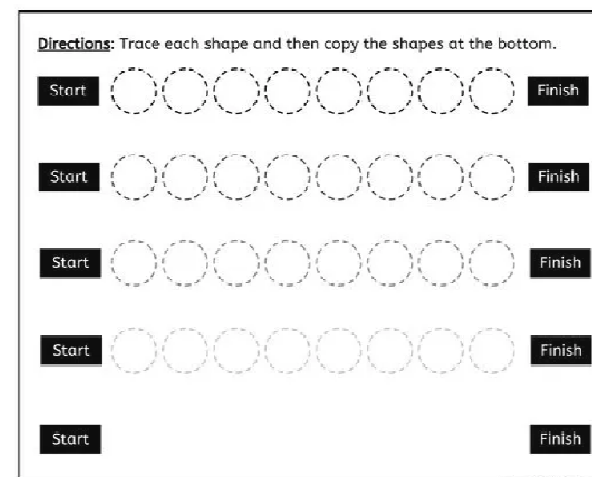 Directions: Trace each shape and then copy the shapes at the bottom.
Start Finish
Start Finish
Start Finish
Start Finish
Start Finish